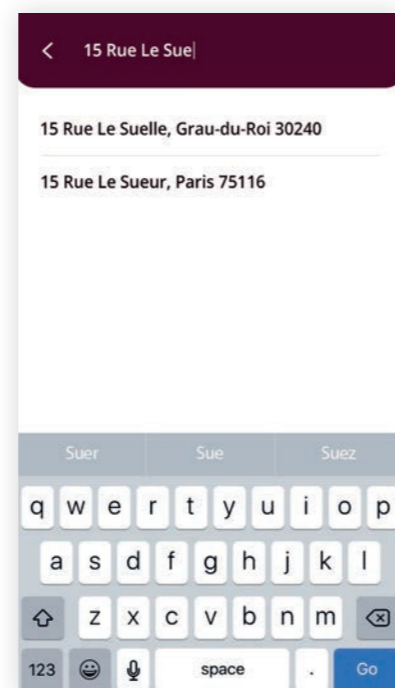 15 Rue Le Sue
15 Rue Le Suelle, Grau-du-Roi 30240
15 Rue Le Sueur, Paris 75116
Suer Sue Suez
q w e r t y u i o p
a s d f g h j k l
z x c v b n m
123 space . Go